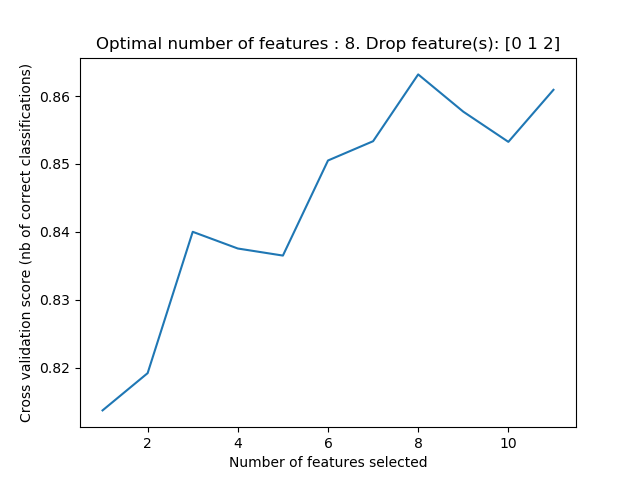 Optimal number of features : 8. Drop feature(s): [0 1 2]
Cross validation score (nb of correct classifications)
0.86
0.85
0.84
0.83
0.82
2 4 6 8 10
Number of features selected